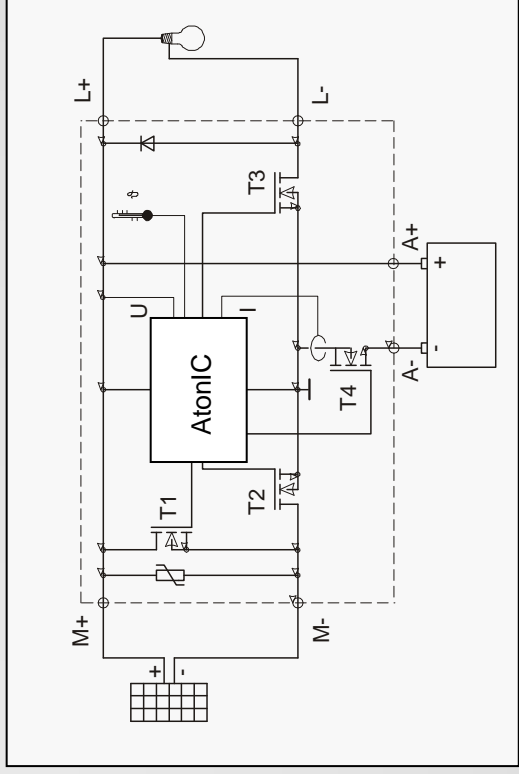 L+
L-
ϑ
T3
A+
+
U
I
AtonIC
-
A-
T4
T1
T2
M+
M-
+
-